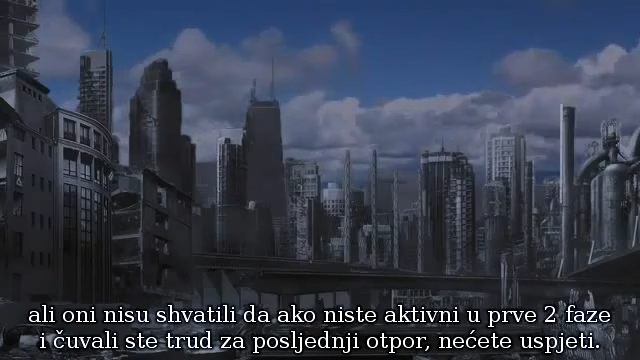 ali oni nisu shvatili da ako niste aktivni u prve 2 faze
i čuvali ste trud za posljednji otpor, nećete uspjeti.